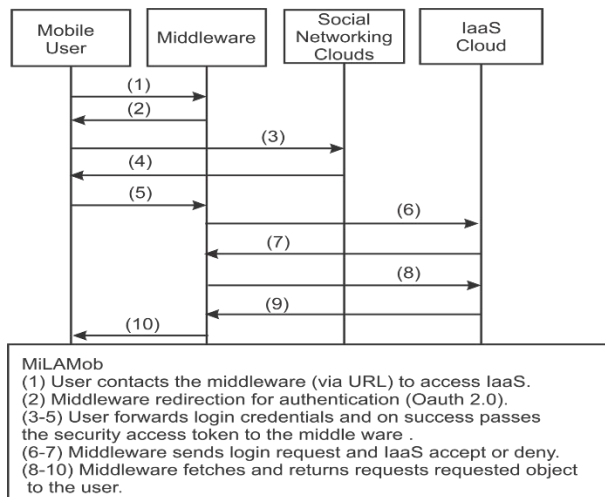 Mobile
User
Middleware
Social
Networking
Clouds
IaaS
Cloud
(1)
(2)
(3)
(4)
(5)
(6)
(7)
(8)
(9)
(10)
MiLAMob
(1) User contacts the middleware (via URL) to access IaaS.
(2) Middleware redirection for authentication (Oauth 2.0).
(3-5) User forwards login credentials and on success passes
the security access token to the middle ware .
(6-7) Middleware sends login request and IaaS accept or deny.
(8-10) Middleware fetches and returns requests requested object
to the user.